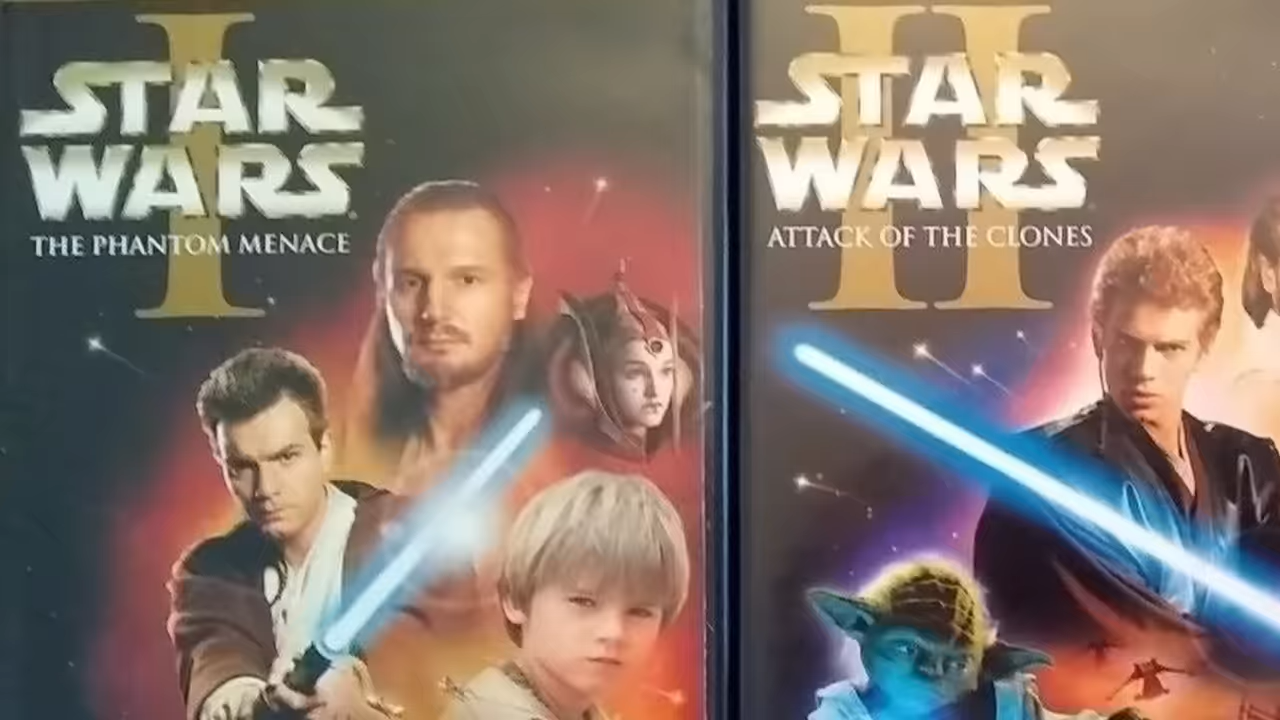 I
STAR
WARS
THE PHANTOM MENACE
II
STAR
WARS
ATTACK OF THE CLONES